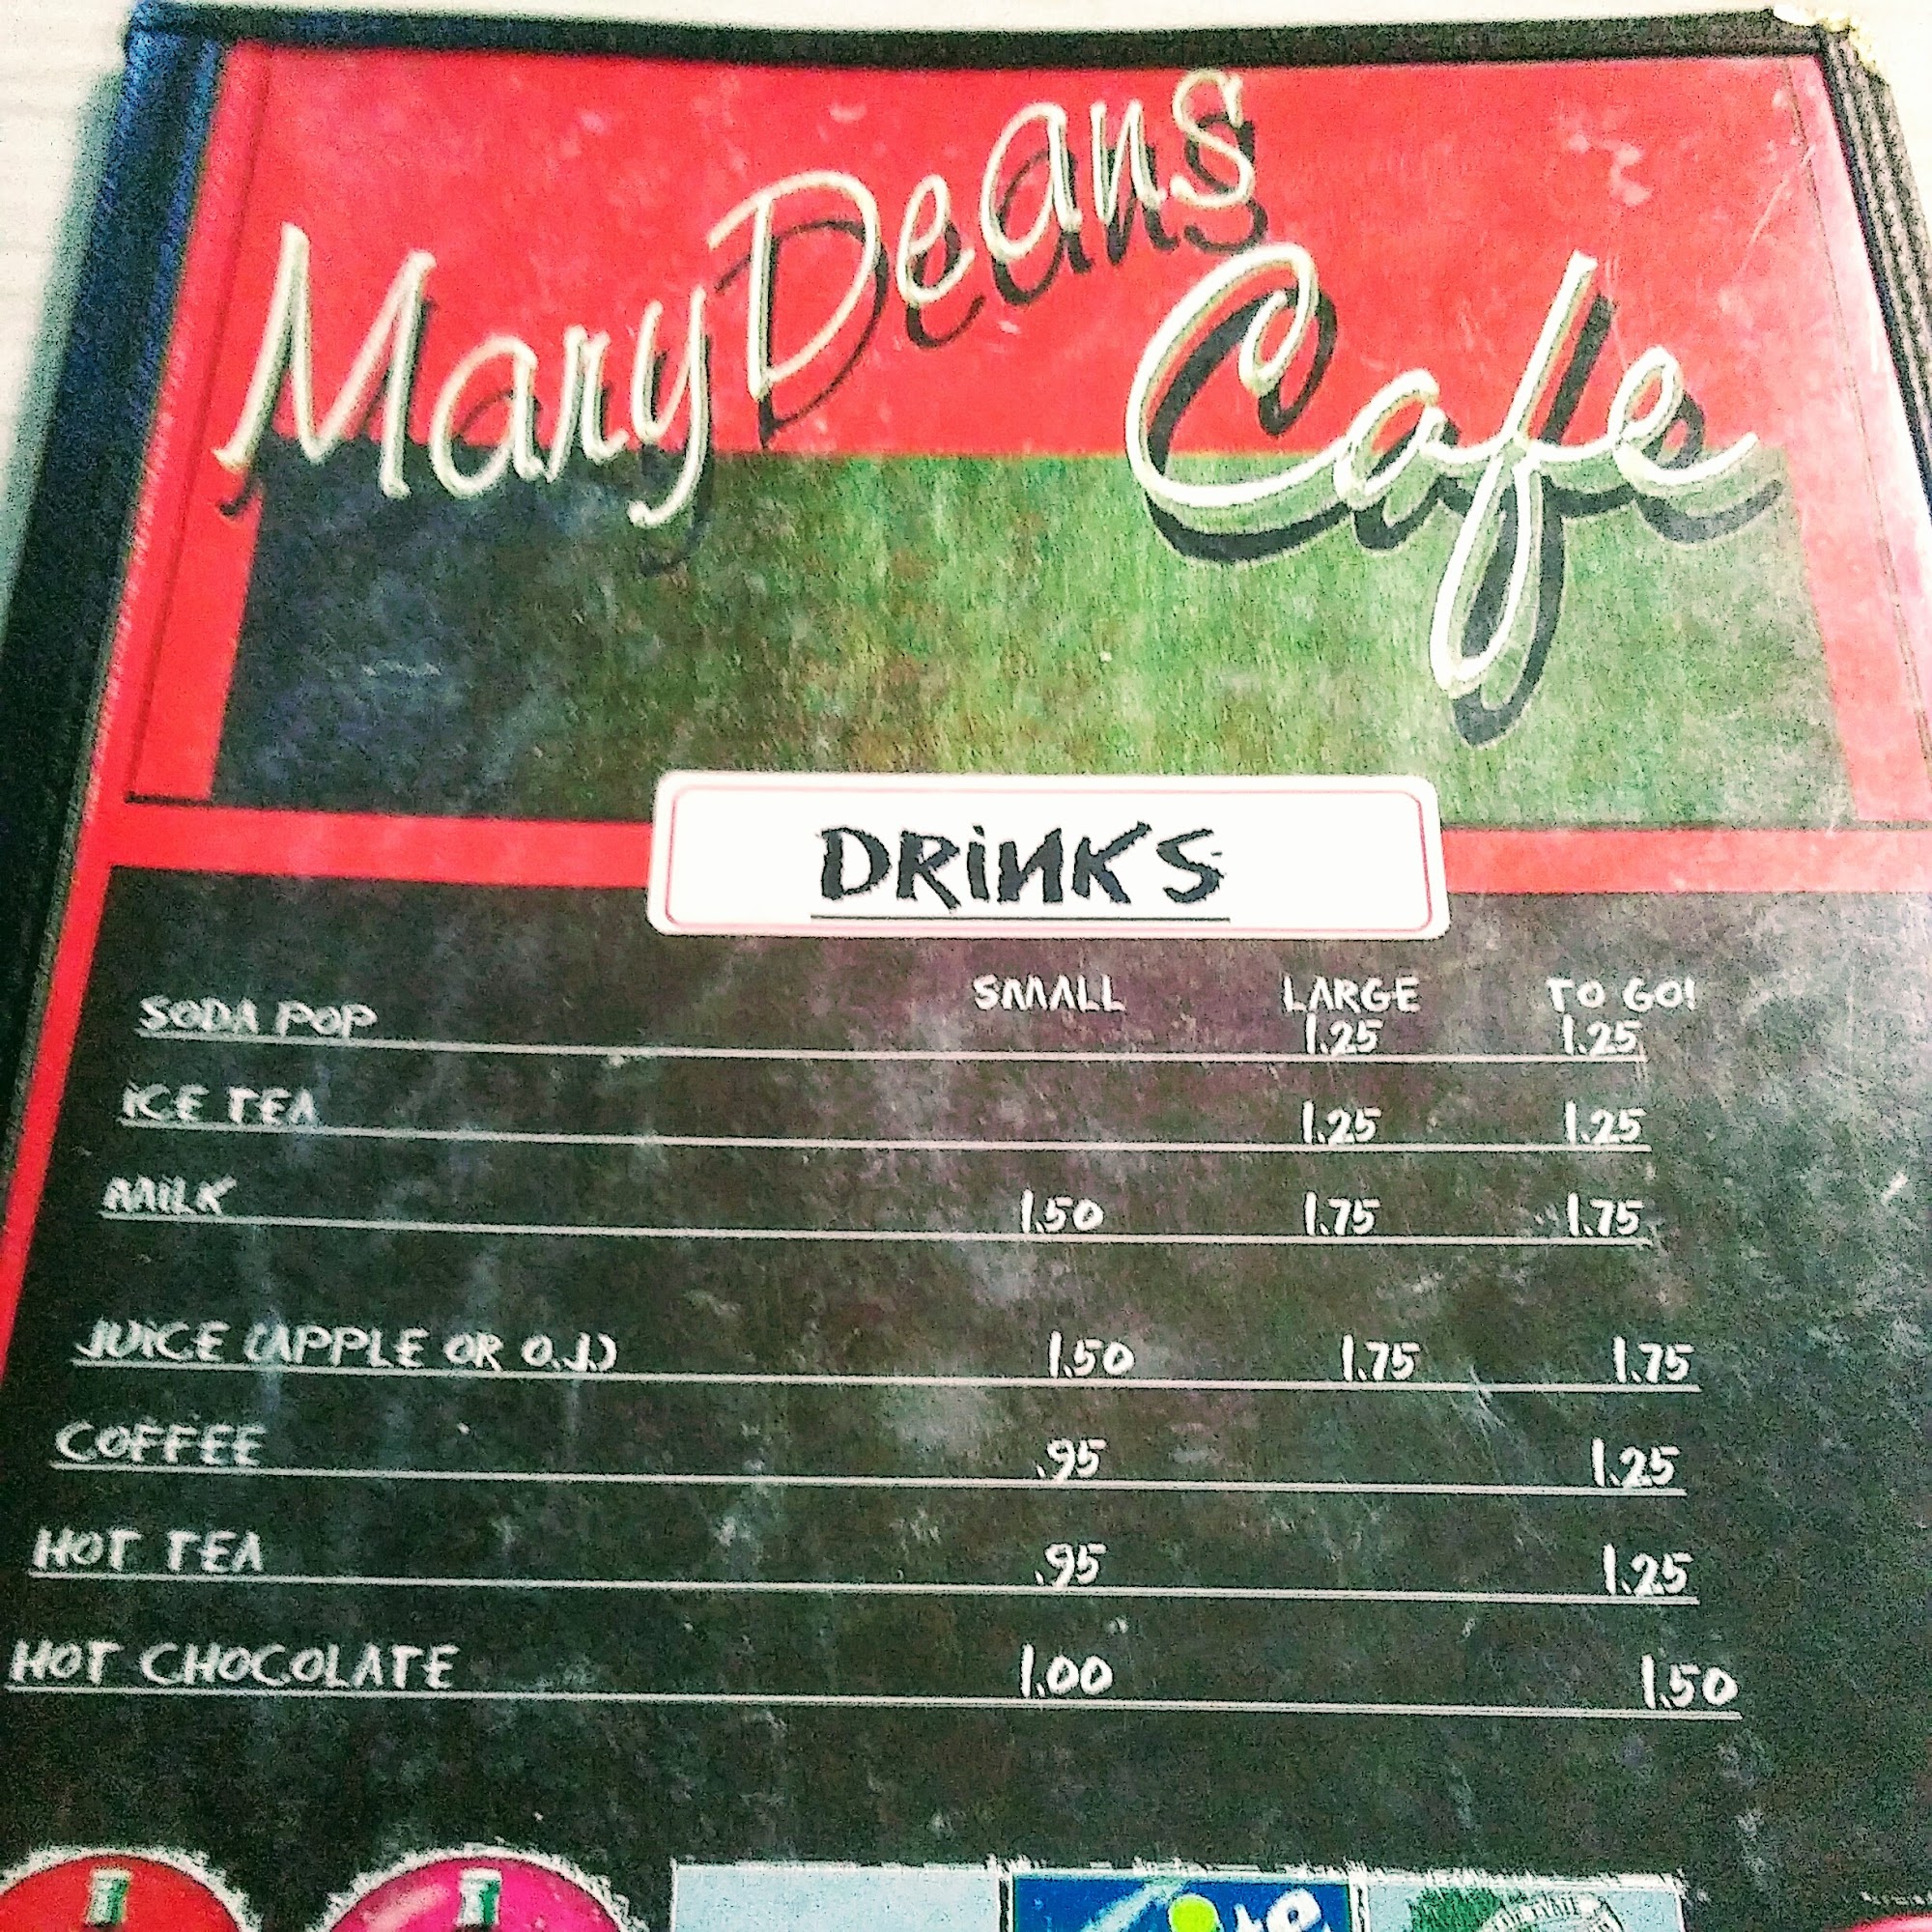 Mary Deans
Cafe
DRINKS
SMALL LARGE TO GO!
SODA POP 1.25 1.25
ICE TEA 1.25 1.25
MILK 1.50 1.75 1.75
JUICE (APPLE OR O.J.) 1.50 1.75 1.75
COFFEE .95 1.25
HOT TEA .95 1.25
HOT CHOCOLATE 1.00 1.50